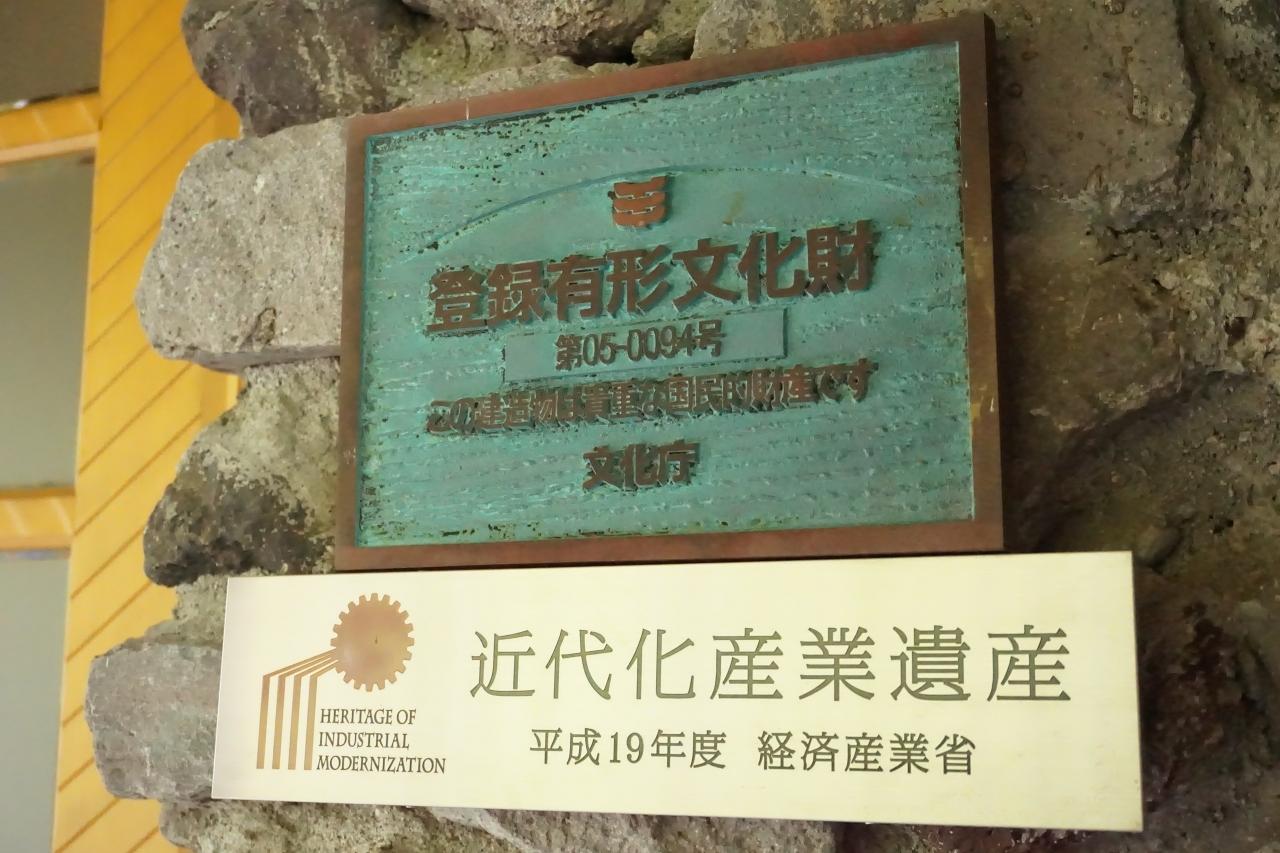 登録有形文化財
第05-0094号
この建造物は貴重な国民的財産です
文化庁
近代化産業遺産
HERITAGE OF
INDUSTRIAL
MODERNIZATION
平成19年度 経済産業省